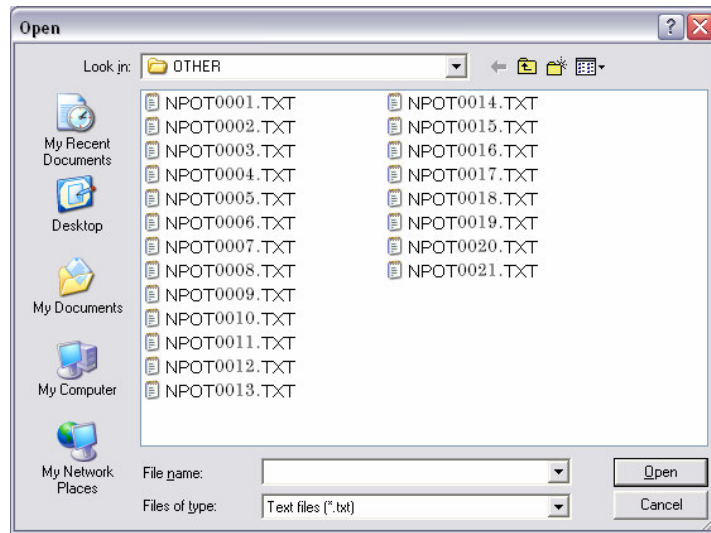 Open
Look in: OTHER
My Recent
Documents
Desktop
My Documents
My Computer
My Network
Places
NPOT0001.TXT
NPOT0002.TXT
NPOT0003.TXT
NPOT0004.TXT
NPOT0005.TXT
NPOT0006.TXT
NPOT0007.TXT
NPOT0008.TXT
NPOT0009.TXT
NPOT0010.TXT
NPOT0011.TXT
NPOT0012.TXT
NPOT0013.TXT
NPOT0014.TXT
NPOT0015.TXT
NPOT0016.TXT
NPOT0017.TXT
NPOT0018.TXT
NPOT0019.TXT
NPOT0020.TXT
NPOT0021.TXT
File name:
Open
Files of type: Text files (*.txt)
Cancel